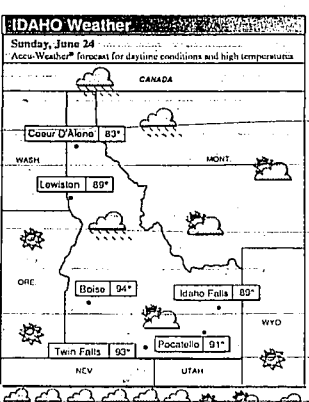 IDAHO Weather
Sunday, June 24
Accu-Weather® forecast for daytime conditions and high temperatures
CANADA
Coeur D'Alene 83°
WASH.
MONT.
Lewiston 89°
ORE.
Boise 94°
Idaho Falls 89°
WYO
Twin Falls 93°
Pocatello 91°
NEV
UTAH